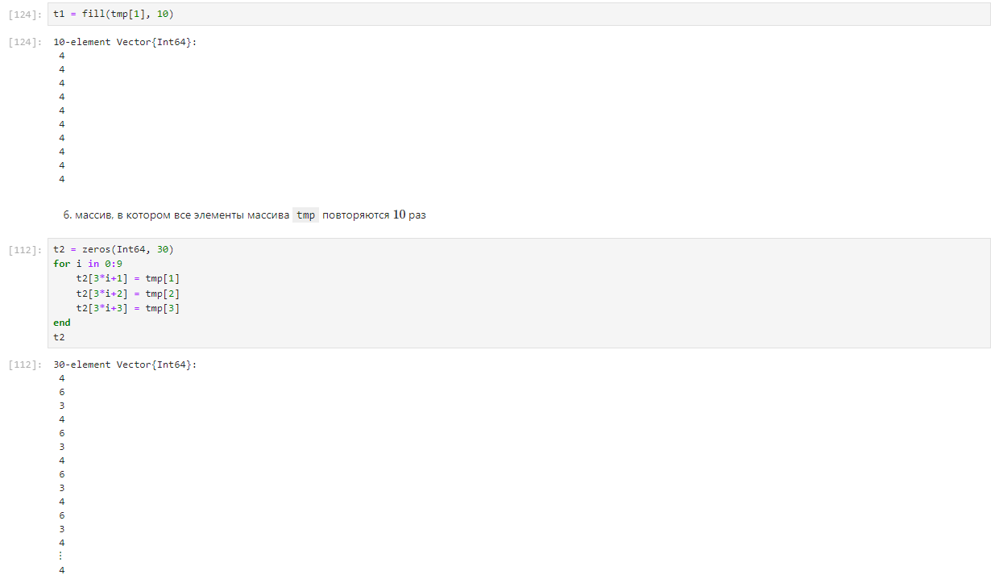 [124]: t1 = fill(tmp[1], 10)
[124]: 10-element Vector{Int64}:
4
4
4
4
4
4
4
4
4
4
6. массив, в котором все элементы массива tmp повторяются 10 раз
[112]: t2 = zeros(Int64, 30)
for i in 0:9
    t2[3*i+1] = tmp[1]
    t2[3*i+2] = tmp[2]
    t2[3*i+3] = tmp[3]
end
t2
[112]: 30-element Vector{Int64}:
4
6
3
4
6
3
4
6
3
4
6
3
4
⋮
4